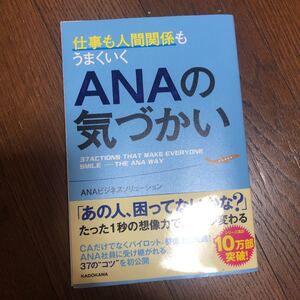 仕事も人間関係も
うまくいく
ANAの
気づかい
37ACTIONS THAT MAKE EVERYONE
SMILE —THE ANA WAY
ANAビジネスソリューション
「あの人、困ってないかな?」
たった1秒の想像力で 変わる
CAだけでなくパイロット、整備士
ANA社員に受け継がれる
37の"コツ"を初公開
10万部
突破!
KADOKAWA